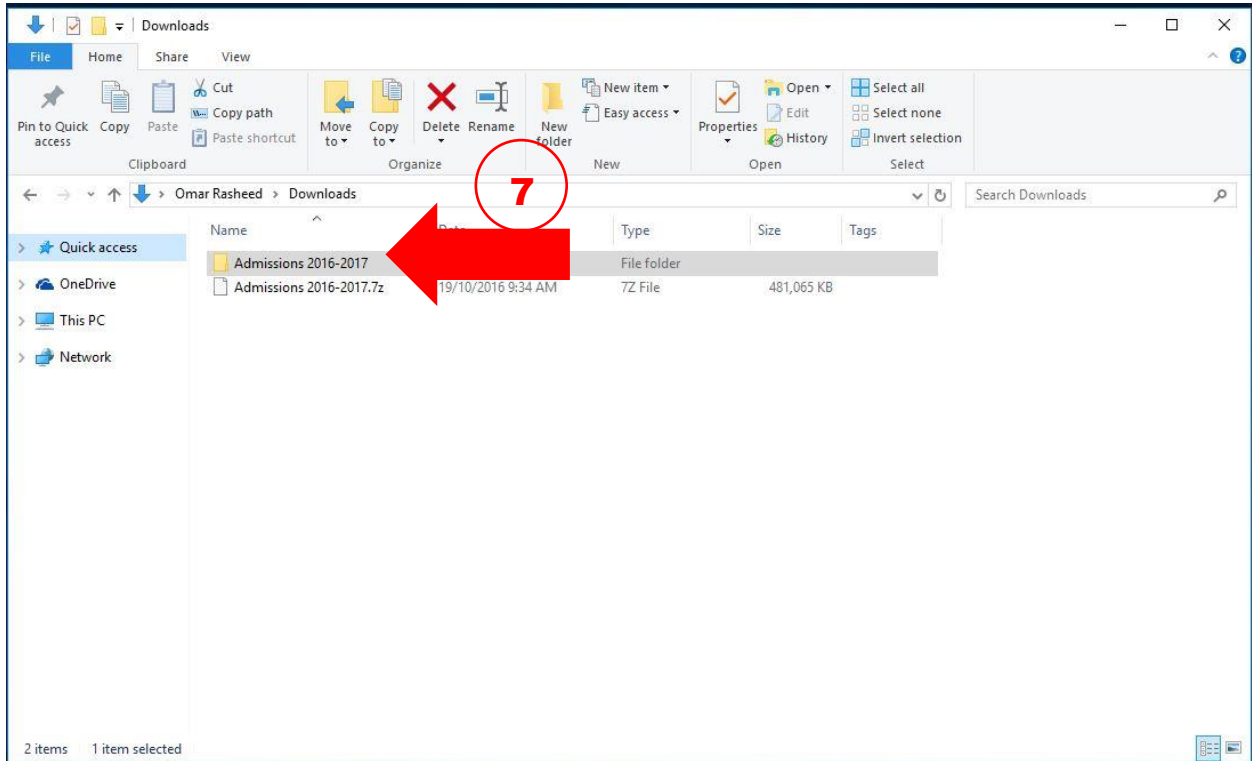 Downloads
File Home Share View
Pin to Quick access
Copy
Paste
Cut
Copy path
Paste shortcut
Move to
Copy to
Delete
Rename
New folder
New item
Easy access
Properties
Open
Edit
History
Select all
Select none
Invert selection
Clipboard Organize New Open Select
Omar Rasheed > Downloads
Search Downloads
7
Name Type Size Tags
Quick access
OneDrive
This PC
Network
Admissions 2016-2017 File folder
Admissions 2016-2017.7z 19/10/2016 9:34 AM 7Z File 481,065 KB
2 items 1 item selected